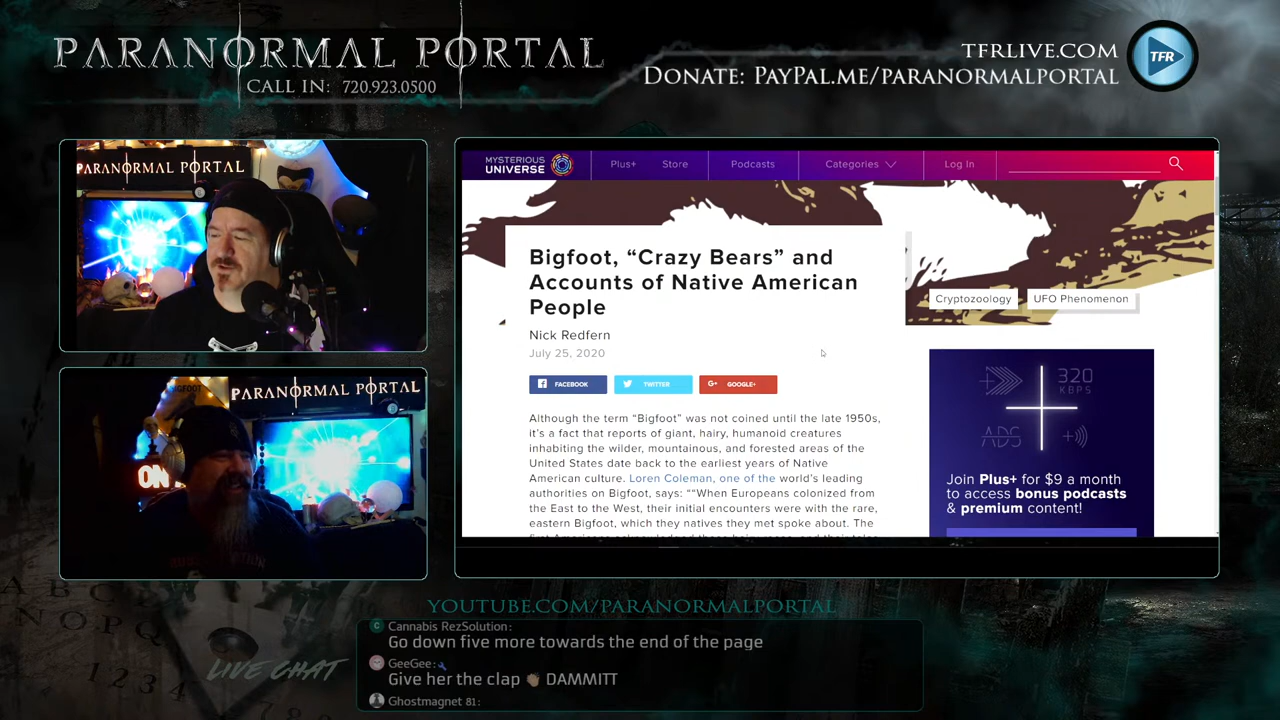 PARANORMAL PORTAL
CALL IN: 720.923.0500
TFRLIVE.COM
DONATE: PAYPAL.ME/PARANORMALPORTAL
TFR
PARANORMAL PORTAL
MYSTERIOUS
UNIVERSE
Plus+
Store
Podcasts
Categories
Log In
Bigfoot, “Crazy Bears” and
Accounts of Native American
People
Nick Redfern
July 25, 2020
FACEBOOK
TWITTER
G+ GOOGLE+
Although the term “Bigfoot” was not coined until the late 1950s,
it’s a fact that reports of giant, hairy, humanoid creatures
inhabiting the wilder, mountainous, and forested areas of the
United States date back to the earliest years of Native
American culture. Loren Coleman, one of the world’s leading
authorities on Bigfoot, says: ““When Europeans colonized from
the East to the West, their initial encounters were with the rare,
eastern Bigfoot, which they natives they met spoke about. The
Cryptozoology
UFO Phenomenon
320
KBPS
ADS
Join Plus+ for $9 a month
to access bonus podcasts
& premium content!
BIGFOOT
PARANORMAL PORTAL
ON
YOUTUBE.COM/PARANORMALPORTAL
LIVE CHAT
C Cannabis RezSolution:
Go down five more towards the end of the page
GeeGee:
Give her the clap 👏🏼 DAMMITT
Ghostmagnet 81:
A B C D
N O P Q
1 2 3 4